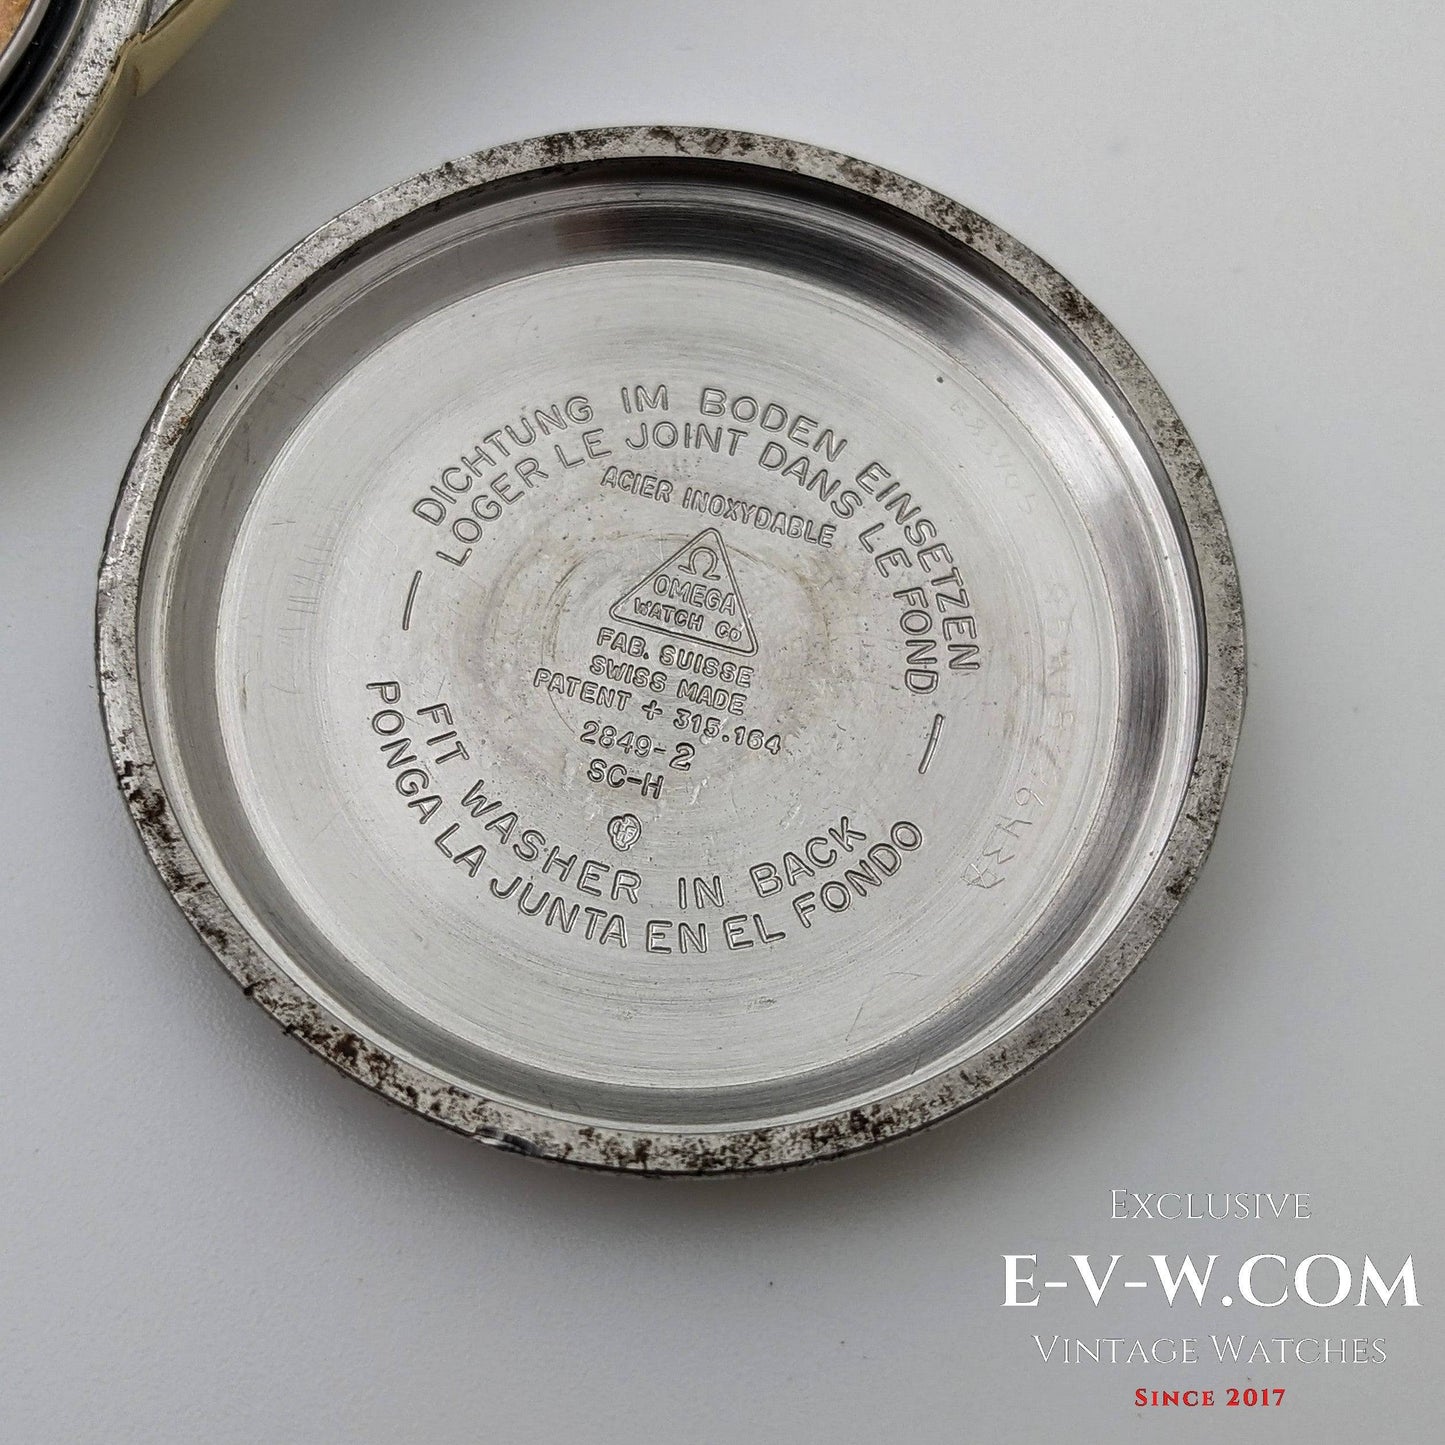 DICHTUNG IM BODEN EINSETZEN
LOGER LE JOINT DANS LE FOND
ACIER INOXYDABLE
Ω
OMEGA
WATCH Co
FAB. SUISSE
SWISS MADE
PATENT + 315.164
2849-2
SC-H
FIT WASHER IN BACK
PONGA LA JUNTA EN EL FONDO
EXCLUSIVE
E-V-W.COM
VINTAGE WATCHES
SINCE 2017